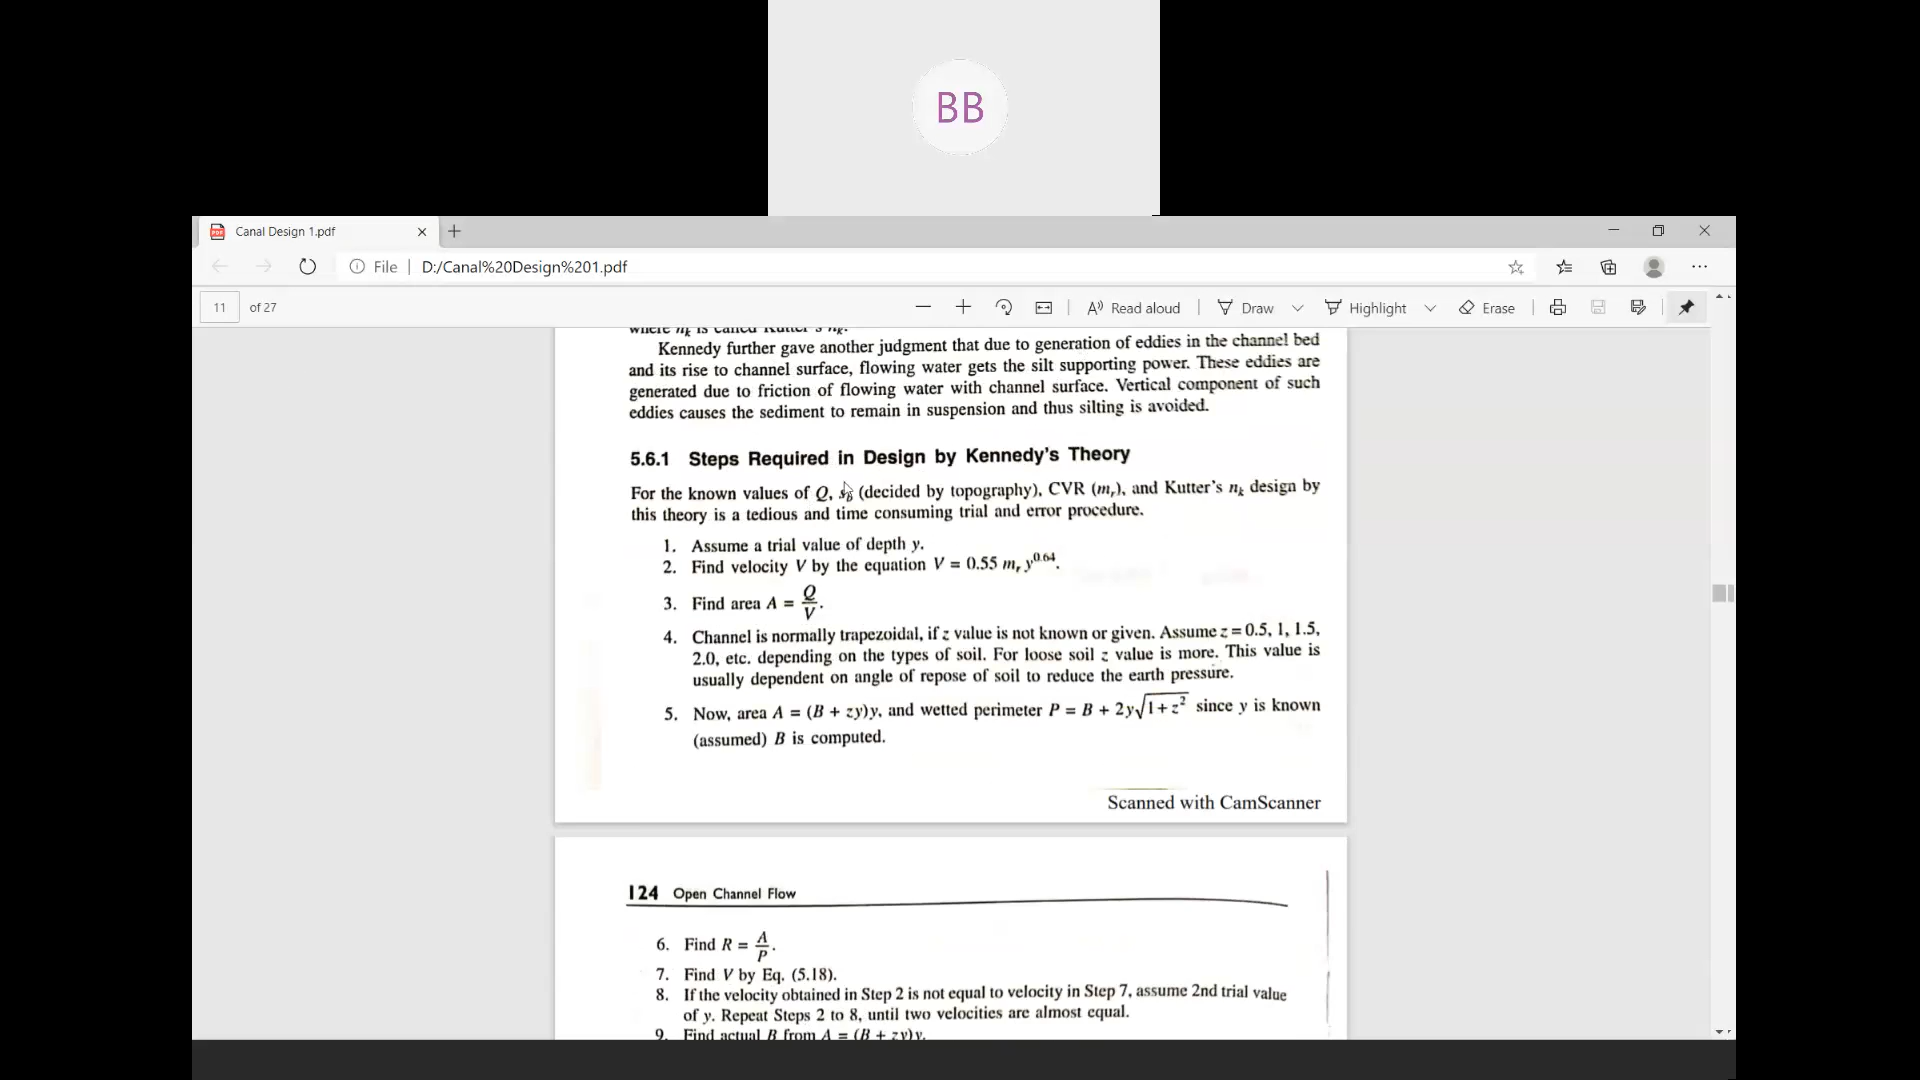 BB
Canal Design 1.pdf
File | D:/Canal%20Design%201.pdf
11 of 27
Read aloud
Draw
Highlight
Erase
where nk is called Kutter's nk.
Kennedy further gave another judgment that due to generation of eddies in the channel bed
and its rise to channel surface, flowing water gets the silt supporting power. These eddies are
generated due to friction of flowing water with channel surface. Vertical component of such
eddies causes the sediment to remain in suspension and thus silting is avoided.
5.6.1 Steps Required in Design by Kennedy's Theory
For the known values of Q, (decided by topography), CVR (mr), and Kutter's nk design by
this theory is a tedious and time consuming trial and error procedure.
1. Assume a trial value of depth y.
2. Find velocity V by the equation V = 0.55 mr y^0.64.
3. Find area A = Q/V.
4. Channel is normally trapezoidal, if z value is not known or given. Assume z = 0.5, 1, 1.5,
2.0, etc. depending on the types of soil. For loose soil z value is more. This value is
usually dependent on angle of repose of soil to reduce the earth pressure.
5. Now, area A = (B + zy)y, and wetted perimeter P = B + 2y√(1 + z²) since y is known
(assumed) B is computed.
Scanned with CamScanner
124 Open Channel Flow
6. Find R = A/P.
7. Find V by Eq. (5.18).
8. If the velocity obtained in Step 2 is not equal to velocity in Step 7, assume 2nd trial value
of y. Repeat Steps 2 to 8, until two velocities are almost equal.
9. Find actual B from A = (B + zy)y.